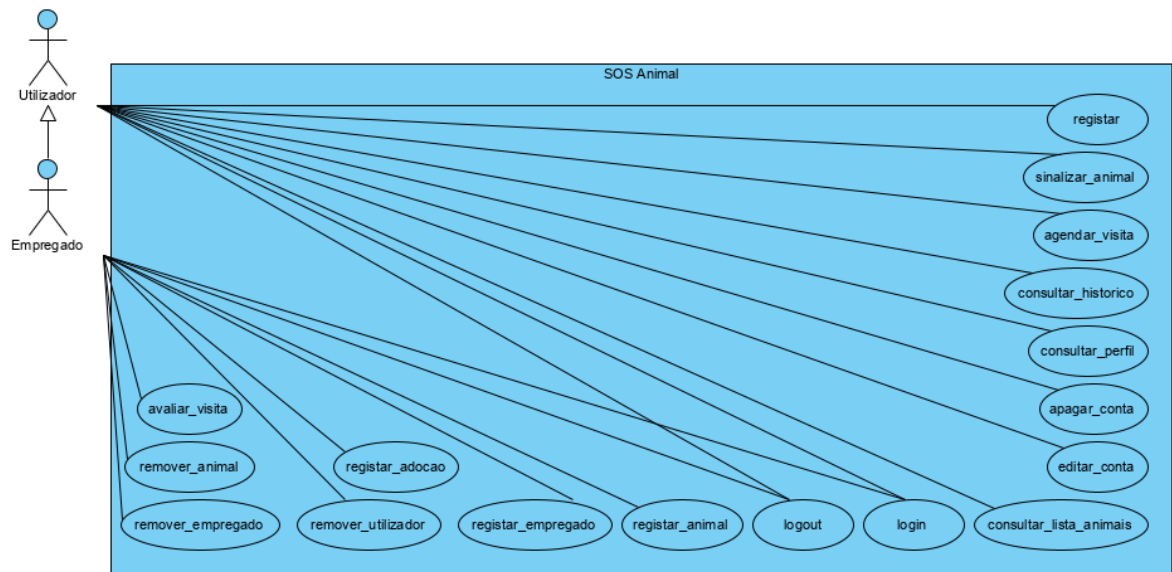 SOS Animal
Utilizador
registar
sinalizar_animal
agendar_visita
Empregado
consultar_historico
consultar_perfil
avaliar_visita
apagar_conta
remover_animal
registar_adocao
editar_conta
remover_empregado
remover_utilizador
registar_empregado
registar_animal
logout
login
consultar_lista_animais